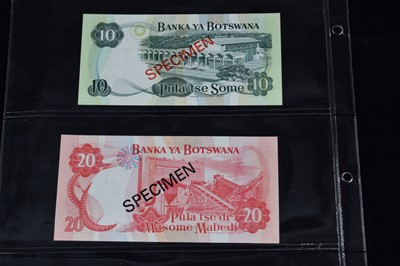 BANKA YA BOTSWANA
10
SPECIMEN
10
Pula tse Some
10
BANKA YA BOTSWANA
20
SPECIMEN
20
Pula tse di
Masome Mabedi
20